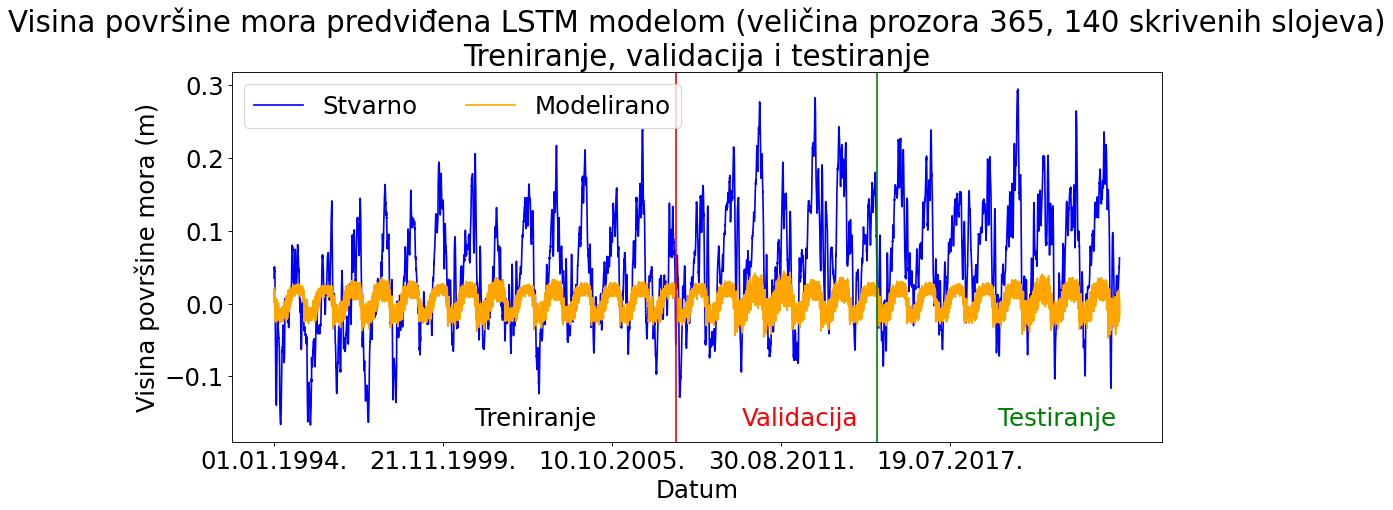 Visina površine mora predviđena LSTM modelom (veličina prozora 365, 140 skrivenih slojeva)
Treniranje, validacija i testiranje
Stvarno
Modelirano
Visina površine mora (m)
0.3
0.2
0.1
0.0
−0.1
Treniranje
Validacija
Testiranje
01.01.1994.
21.11.1999.
10.10.2005.
30.08.2011.
19.07.2017.
Datum